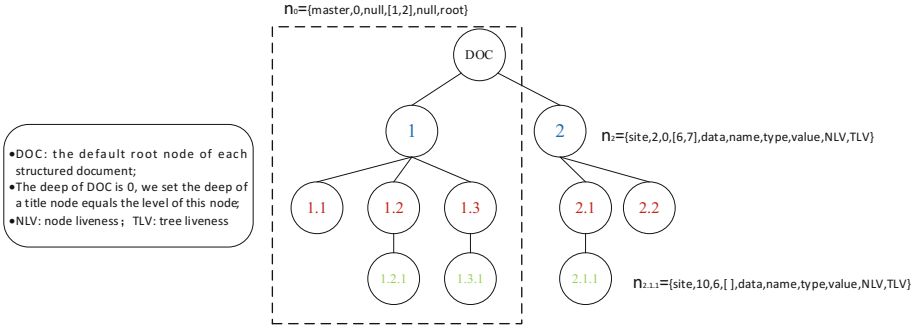 n₀={master,0,null,[1,2],null,root}
DOC
1
2
n₂={site,2,0,[6,7],data,name,type,value,NLV,TLV}
•DOC: the default root node of each
structured document;
•The deep of DOC is 0, we set the deep of
a title node equals the level of this node;
•NLV: node liveness；TLV: tree liveness
1.1
1.2
1.3
2.1
2.2
1.2.1
1.3.1
2.1.1
n₂.₁.₁={site,10,6,[ ],data,name,type,value,NLV,TLV}